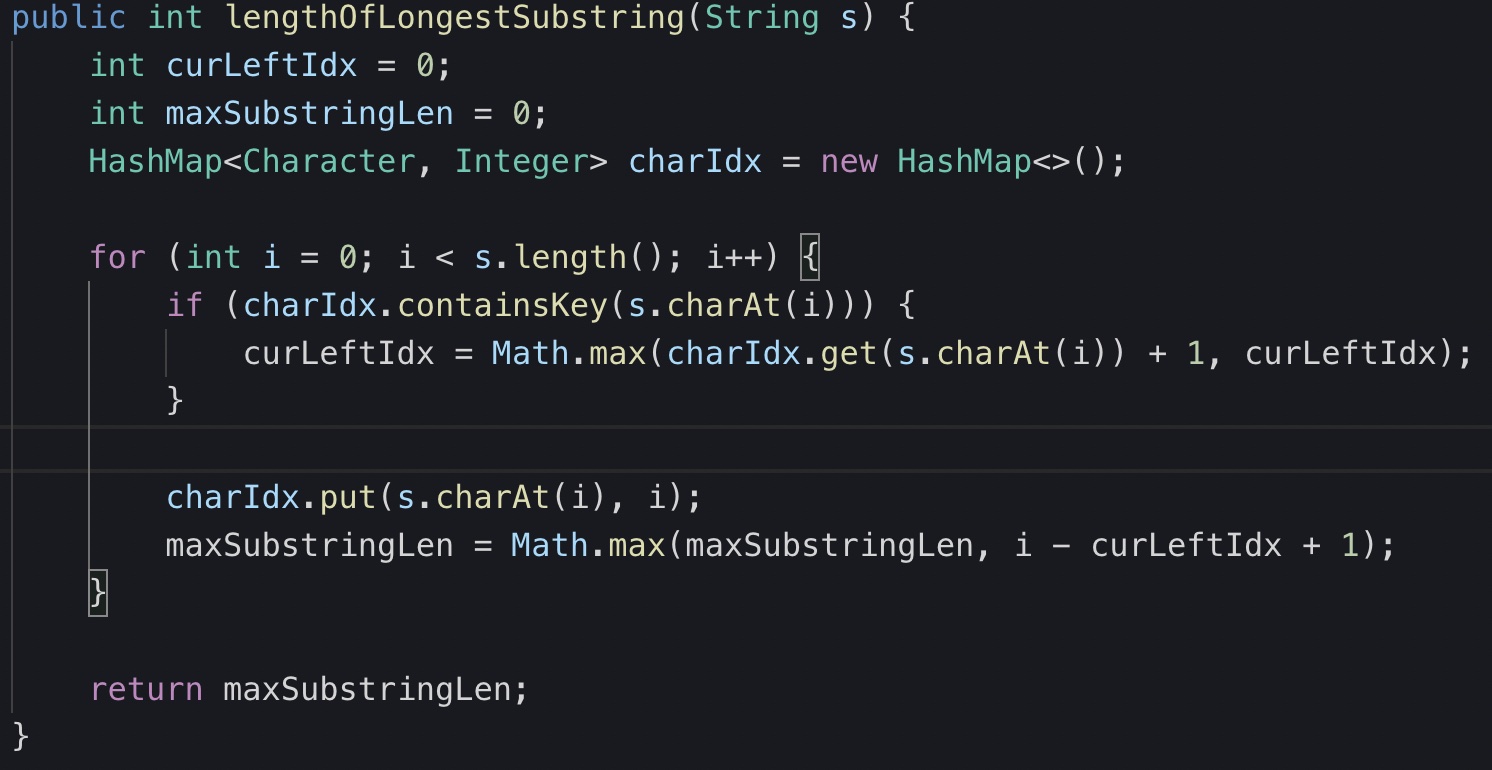 public int lengthOfLongestSubstring(String s) {
    int curLeftIdx = 0;
    int maxSubstringLen = 0;
    HashMap<Character, Integer> charIdx = new HashMap<>();

    for (int i = 0; i < s.length(); i++) {
        if (charIdx.containsKey(s.charAt(i))) {
            curLeftIdx = Math.max(charIdx.get(s.charAt(i)) + 1, curLeftIdx);
        }

        charIdx.put(s.charAt(i), i);
        maxSubstringLen = Math.max(maxSubstringLen, i - curLeftIdx + 1);
    }

    return maxSubstringLen;
}